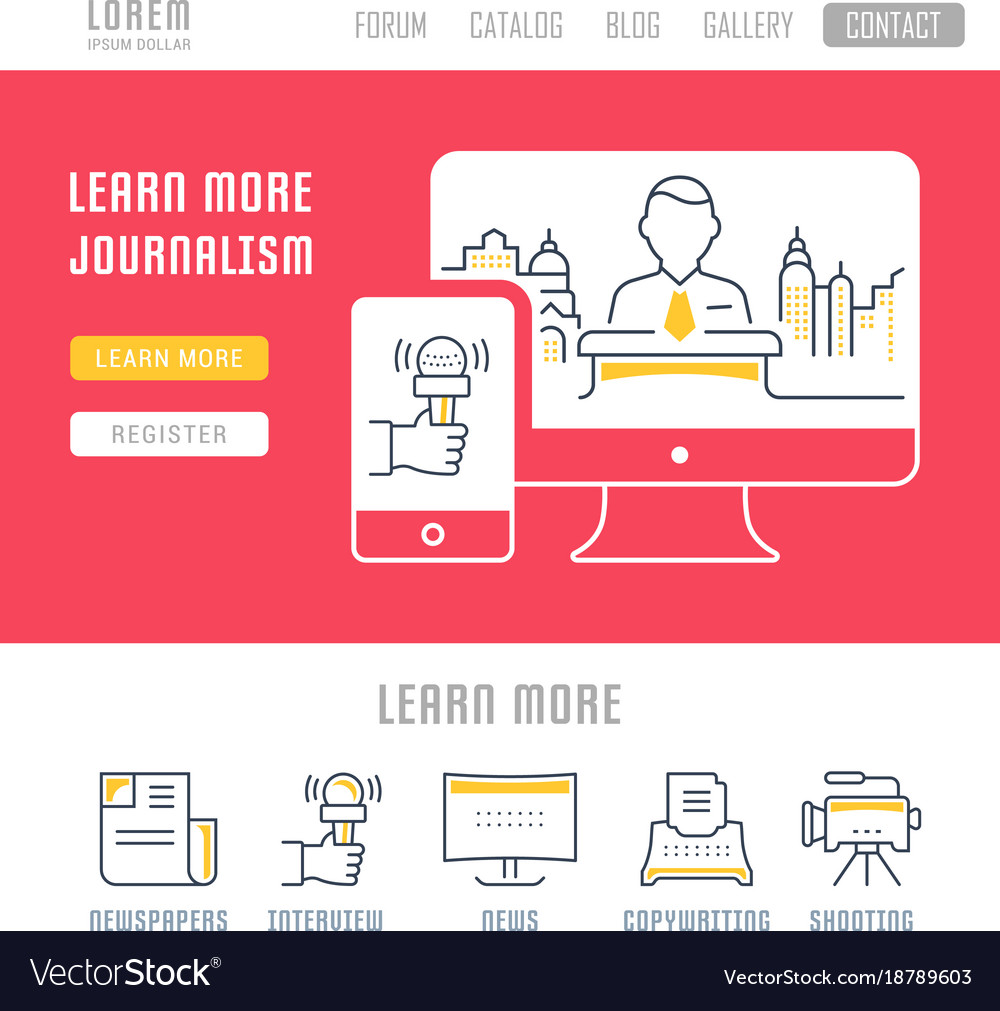 LOREM
IPSUM DOLLAR
FORUM CATALOG BLOG GALLERY CONTACT
LEARN MORE
JOURNALISM
LEARN MORE
REGISTER
LEARN MORE
NEWSPAPERS INTERVIEW NEWS COPYWRITING SHOOTING
VectorStock®
VectorStock.com/18789603